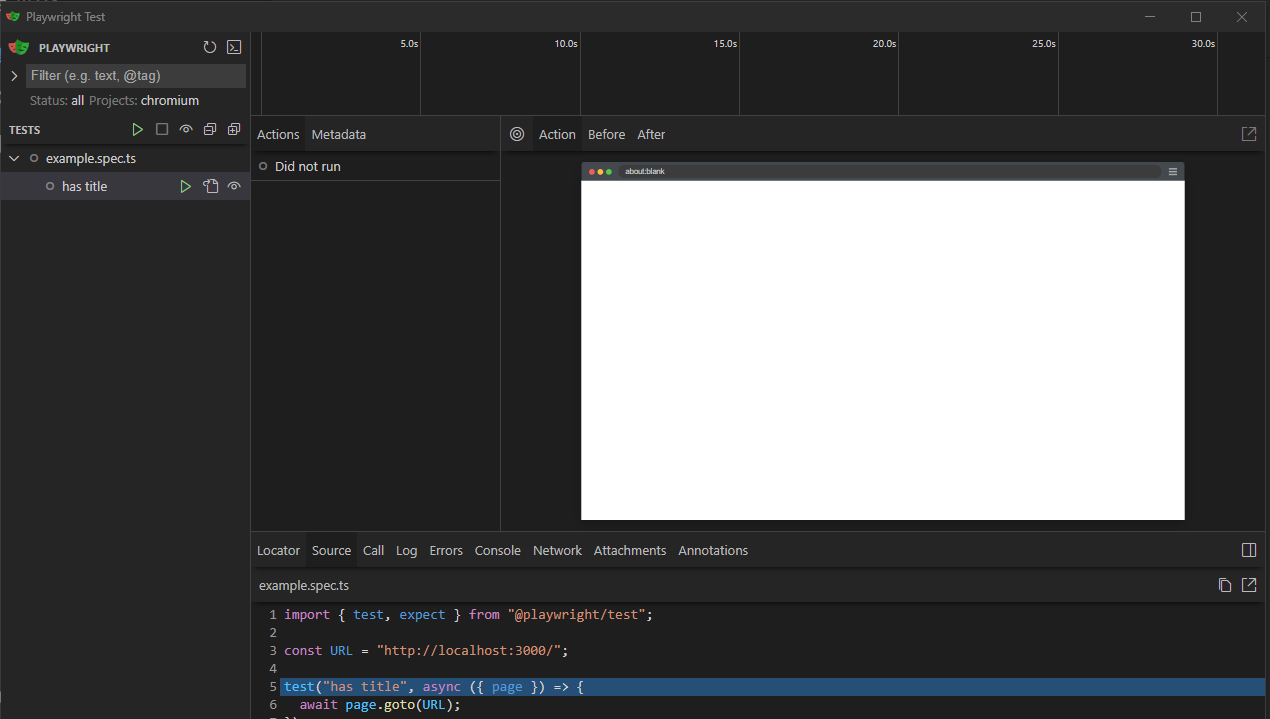 Playwright Test
PLAYWRIGHT
Filter (e.g. text, @tag)
Status: all Projects: chromium
TESTS
example.spec.ts
has title
5.0s 10.0s 15.0s 20.0s 25.0s 30.0s
Actions Metadata
Did not run
Action Before After
about:blank
Locator Source Call Log Errors Console Network Attachments Annotations
example.spec.ts
1 import { test, expect } from "@playwright/test";
2
3 const URL = "http://localhost:3000/";
4
5 test("has title", async ({ page }) => {
6 await page.goto(URL);